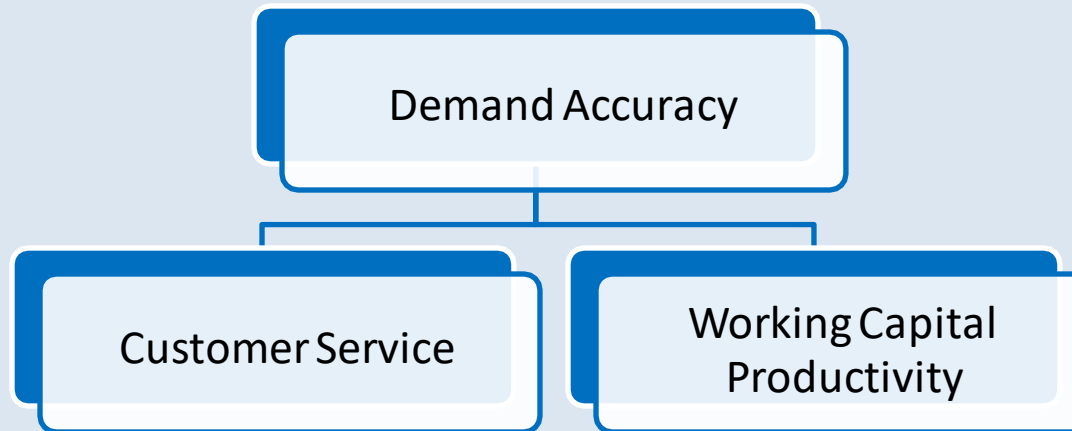 Demand Accuracy
Customer Service
Working Capital
Productivity